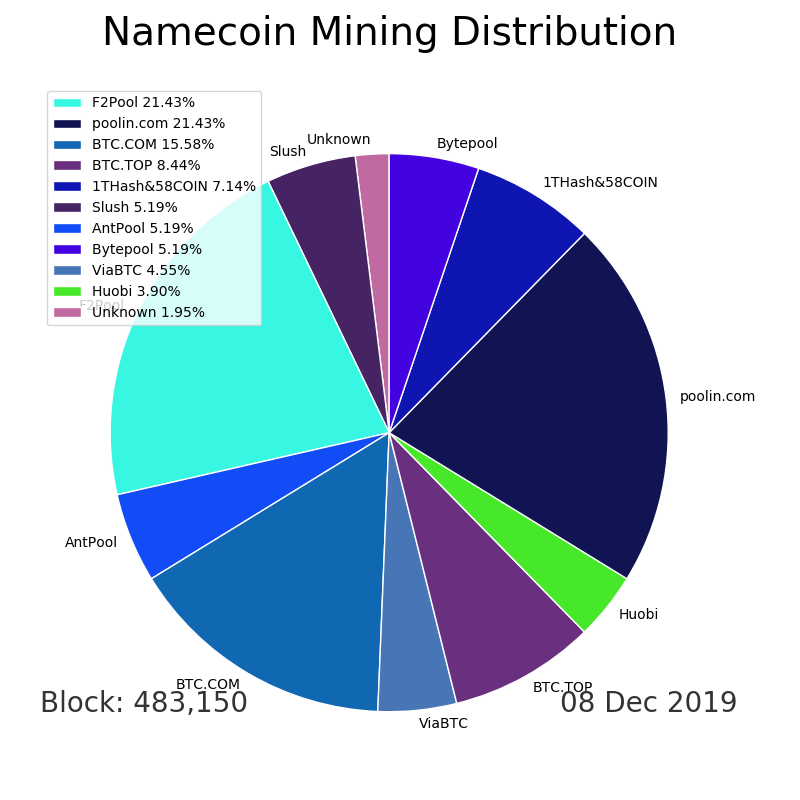 Namecoin Mining Distribution
F2Pool 21.43%
poolin.com 21.43%
BTC.COM 15.58%
BTC.TOP 8.44%
1THash&58COIN 7.14%
Slush 5.19%
AntPool 5.19%
Bytepool 5.19%
ViaBTC 4.55%
Huobi 3.90%
Unknown 1.95%
Unknown
Slush
Bytepool
1THash&58COIN
F2Pool
poolin.com
AntPool
Huobi
BTC.COM
BTC.TOP
ViaBTC
Block: 483,150
08 Dec 2019